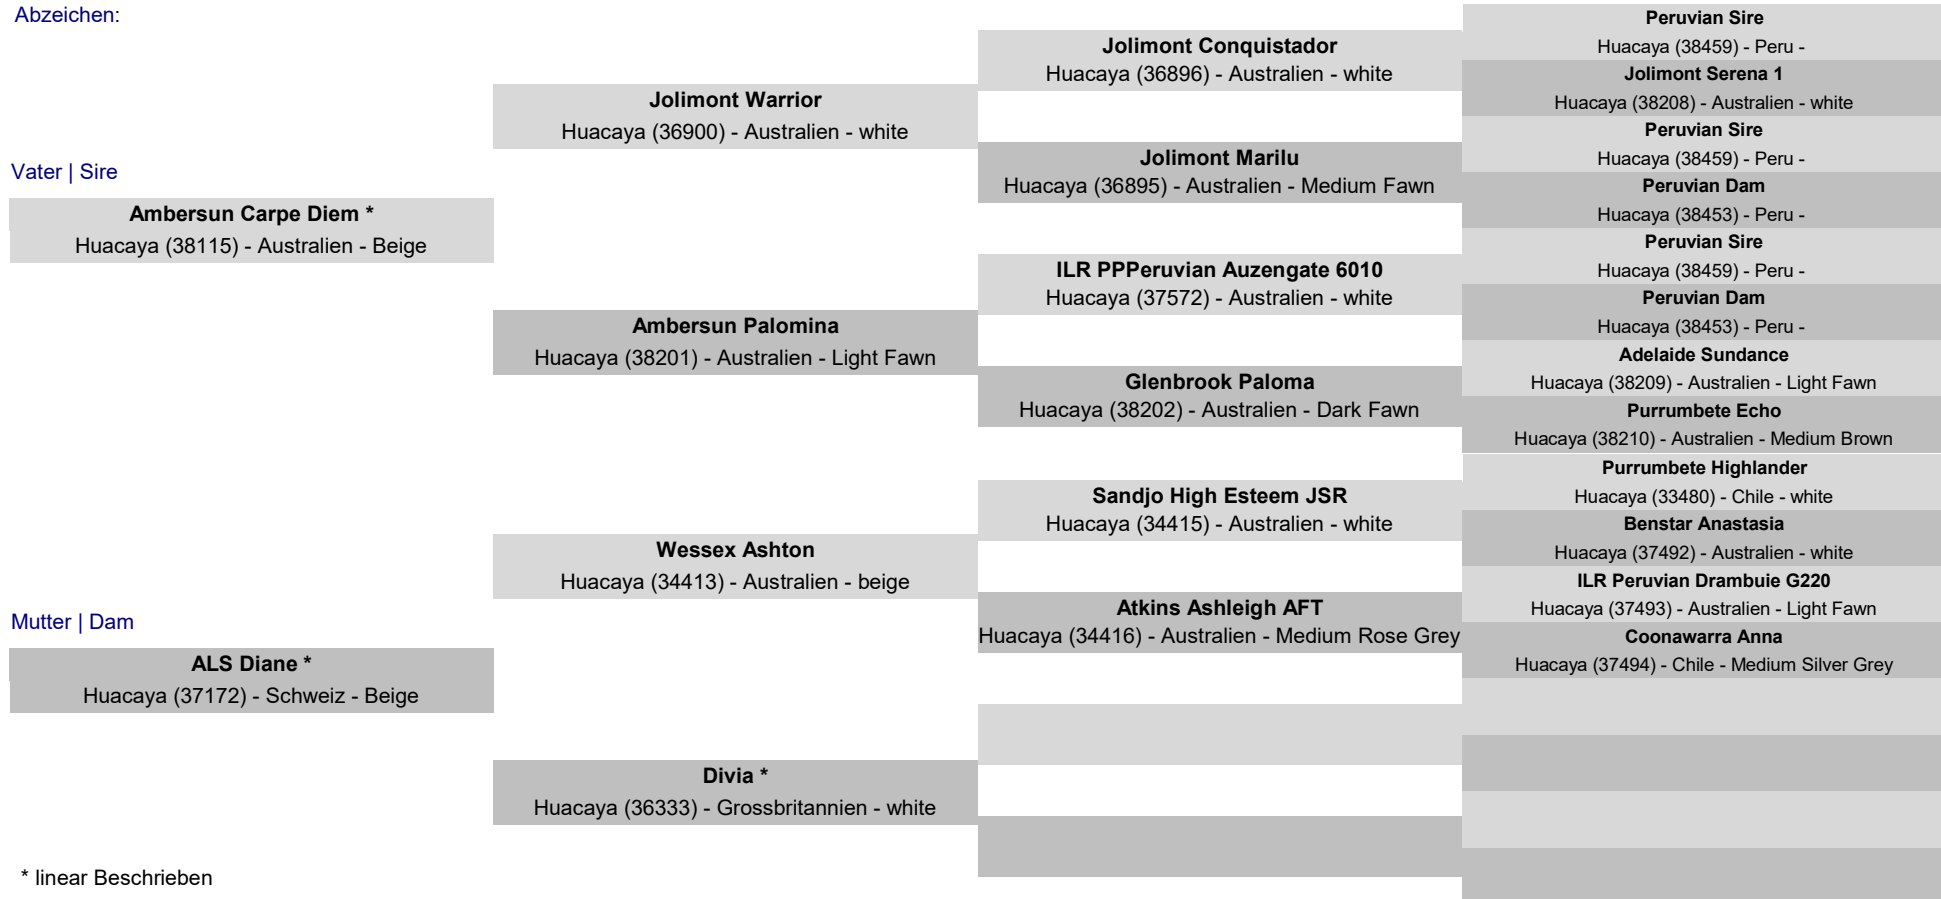 Abzeichen:
Vater | Sire
Ambersun Carpe Diem *
Huacaya (38115) - Australien - Beige
Mutter | Dam
ALS Diane *
Huacaya (37172) - Schweiz - Beige
* linear Beschrieben
Jolimont Warrior
Huacaya (36900) - Australien - white
Ambersun Palomina
Huacaya (38201) - Australien - Light Fawn
Wessex Ashton
Huacaya (34413) - Australien - beige
Divia *
Huacaya (36333) - Grossbritannien - white
Jolimont Conquistador
Huacaya (36896) - Australien - white
Jolimont Marilu
Huacaya (36895) - Australien - Medium Fawn
ILR PPPeruvian Auzengate 6010
Huacaya (37572) - Australien - white
Glenbrook Paloma
Huacaya (38202) - Australien - Dark Fawn
Sandjo High Esteem JSR
Huacaya (34415) - Australien - white
Atkins Ashleigh AFT
Huacaya (34416) - Australien - Medium Rose Grey
Peruvian Sire
Huacaya (38459) - Peru -
Jolimont Serena 1
Huacaya (38208) - Australien - white
Peruvian Sire
Huacaya (38459) - Peru -
Peruvian Dam
Huacaya (38453) - Peru -
Peruvian Sire
Huacaya (38459) - Peru -
Peruvian Dam
Huacaya (38453) - Peru -
Adelaide Sundance
Huacaya (38209) - Australien - Light Fawn
Purrumbete Echo
Huacaya (38210) - Australien - Medium Brown
Purrumbete Highlander
Huacaya (33480) - Chile - white
Benstar Anastasia
Huacaya (37492) - Australien - white
ILR Peruvian Drambuie G220
Huacaya (37493) - Australien - Light Fawn
Coonawarra Anna
Huacaya (37494) - Chile - Medium Silver Grey